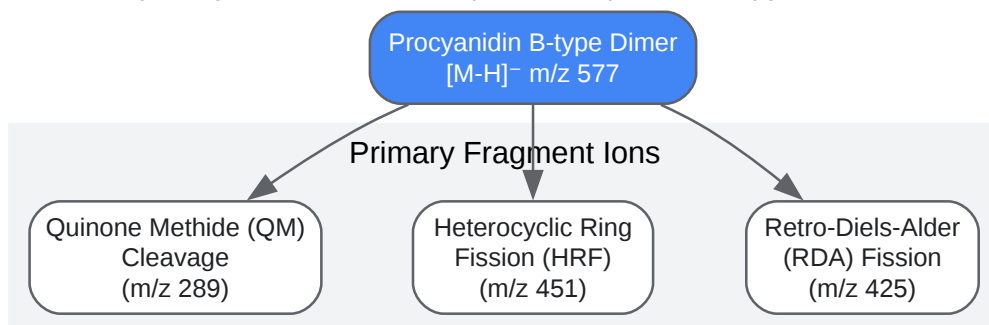 Procyanidin B-type Dimer
[M-H]⁻ m/z 577
Primary Fragment Ions
Quinone Methide (QM)
Cleavage
(m/z 289)
Heterocyclic Ring
Fission (HRF)
(m/z 451)
Retro-Diels-Alder
(RDA) Fission
(m/z 425)